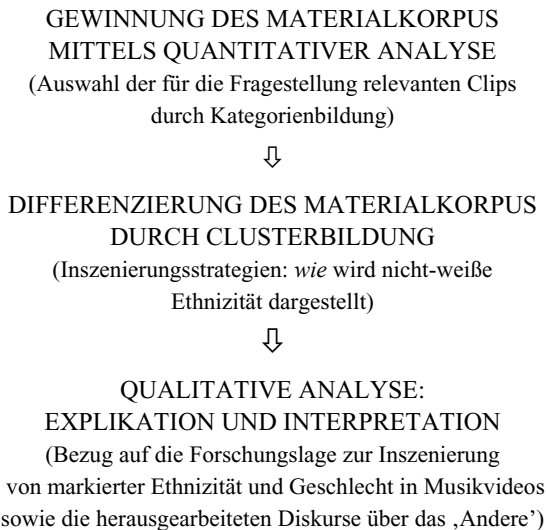 GEWINNUNG DES MATERIALKORPUS
MITTELS QUANTITATIVER ANALYSE
(Auswahl der für die Fragestellung relevanten Clips
durch Kategorienbildung)
⇩
DIFFERENZIERUNG DES MATERIALKORPUS
DURCH CLUSTERBILDUNG
(Inszenierungsstrategien: wie wird nicht-weiße
Ethnizität dargestellt)
⇩
QUALITATIVE ANALYSE:
EXPLIKATION UND INTERPRETATION
(Bezug auf die Forschungslage zur Inszenierung
von markierter Ethnizität und Geschlecht in Musikvideos
sowie die herausgearbeiteten Diskurse über das ‚Andere’)